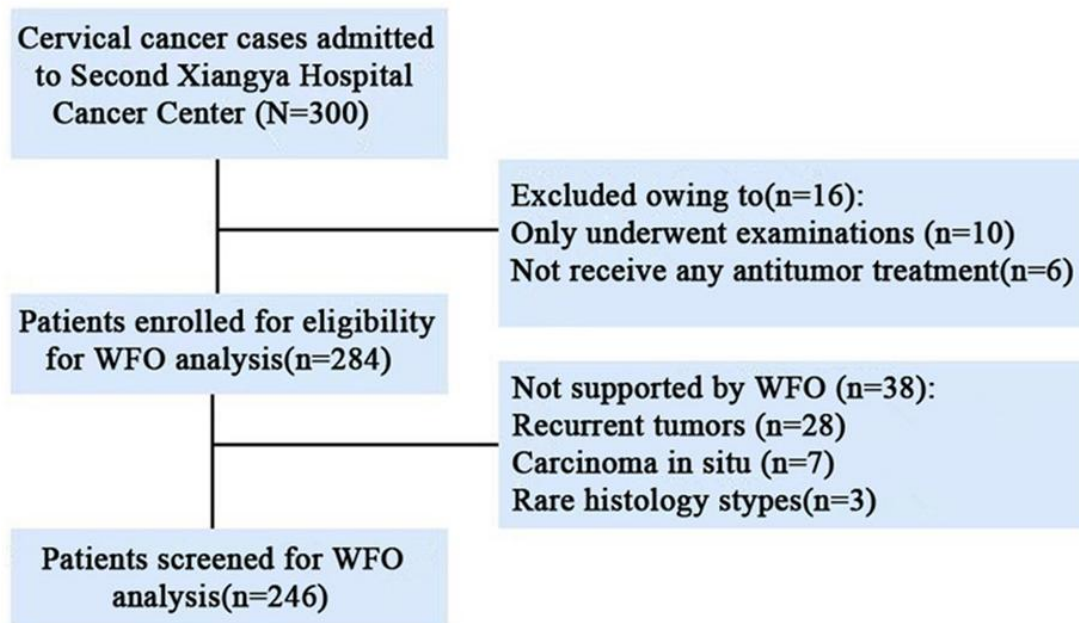 Cervical cancer cases admitted
to Second Xiangya Hospital
Cancer Center (N=300)
Excluded owing to(n=16):
Only underwent examinations (n=10)
Not receive any antitumor treatment(n=6)
Patients enrolled for eligibility
for WFO analysis(n=284)
Not supported by WFO (n=38):
Recurrent tumors (n=28)
Carcinoma in situ (n=7)
Rare histology stypes(n=3)
Patients screened for WFO
analysis(n=246)